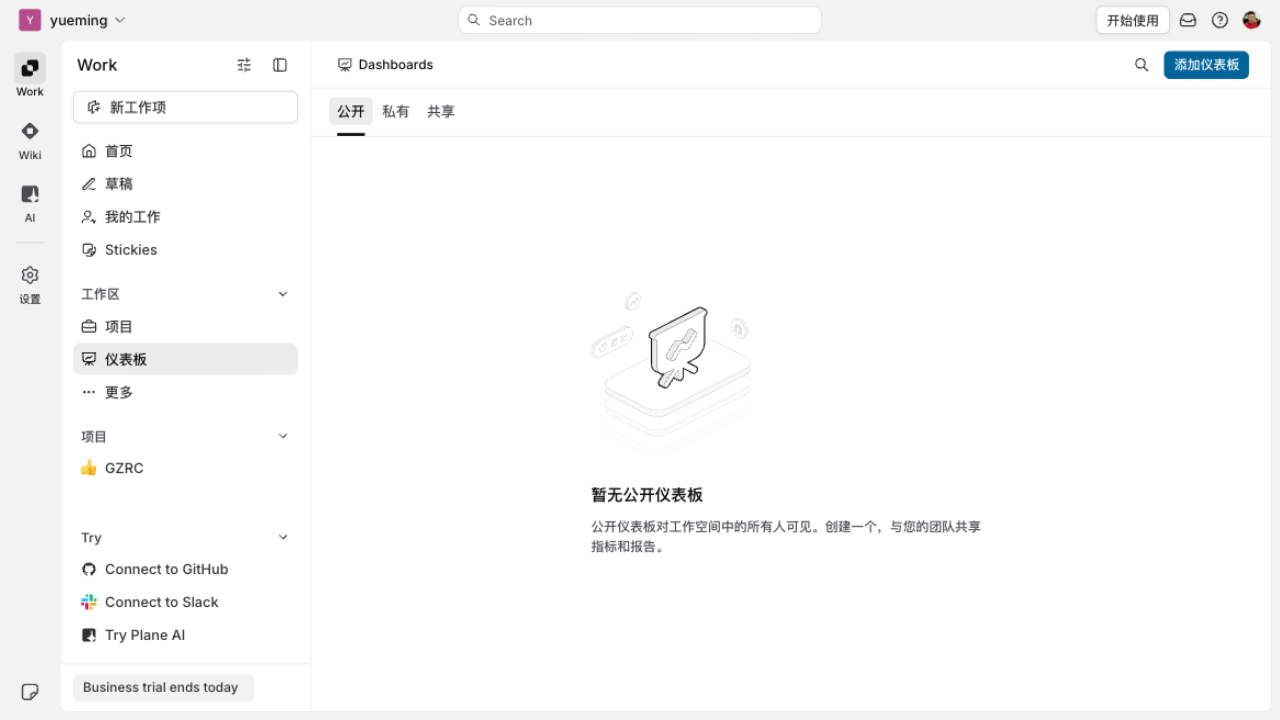 Y yueming
Search
开始使用
Work
Wiki
AI
设置
Work
新工作项
首页
草稿
我的工作
Stickies
工作区
项目
仪表板
更多
项目
GZRC
Try
Connect to GitHub
Connect to Slack
Try Plane AI
Business trial ends today
Dashboards
添加仪表板
公开 私有 共享
暂无公开仪表板
公开仪表板对工作空间中的所有人可见。创建一个，与您的团队共享
指标和报告。